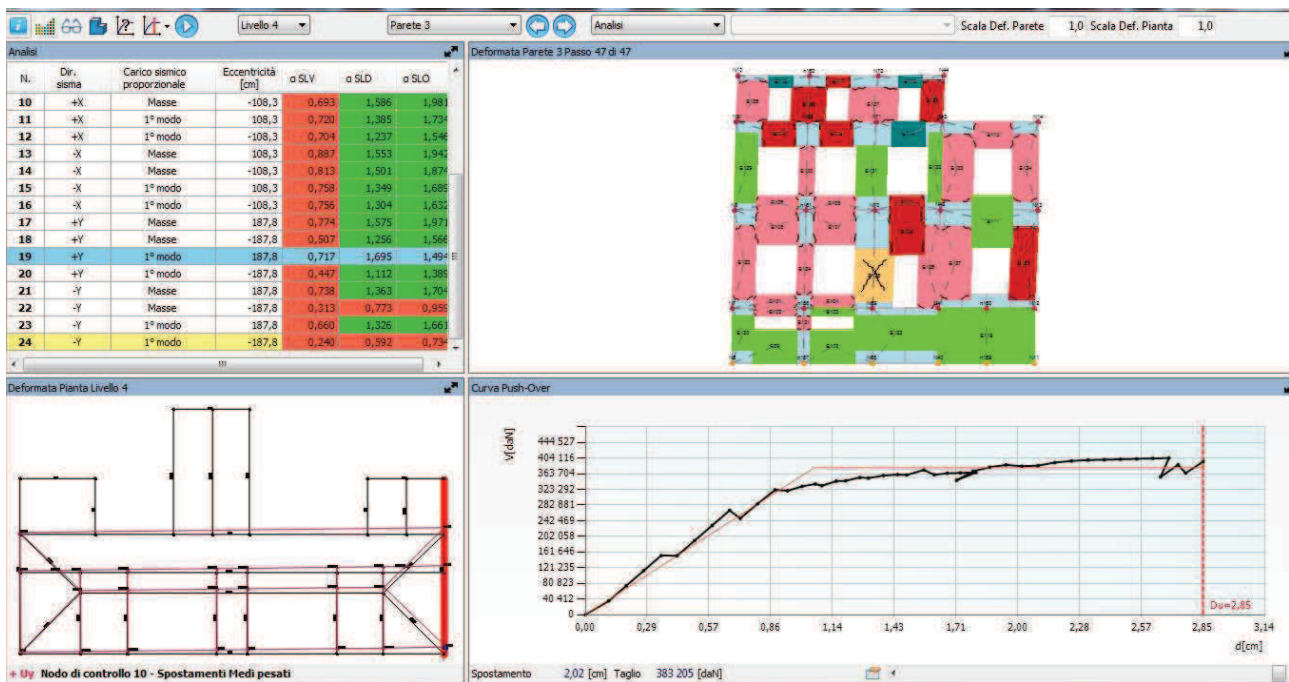 Livello 4 Parete 3 Analisi Scala Def. Parete 1,0 Scala Def. Pianta 1,0
Analisi
N. Dir. sisma Carico sismico proporzionale Eccentricità [cm] α SLV α SLD α SLO
10 +X Masse -108,3 0,693 1,586 1,981
11 +X 1° modo 108,3 0,720 1,385 1,734
12 +X 1° modo -108,3 0,704 1,237 1,546
13 -X Masse 108,3 0,887 1,553 1,942
14 -X Masse -108,3 0,813 1,501 1,874
15 -X 1° modo 108,3 0,758 1,349 1,689
16 -X 1° modo -108,3 0,756 1,304 1,632
17 +Y Masse 187,8 0,774 1,575 1,971
18 +Y Masse -187,8 0,507 1,256 1,566
19 +Y 1° modo 187,8 0,717 1,695 1,494
20 +Y 1° modo -187,8 0,447 1,112 1,389
21 -Y Masse 187,8 0,738 1,363 1,704
22 -Y Masse -187,8 0,313 0,773 0,959
23 -Y 1° modo 187,8 0,660 1,326 1,661
24 -Y 1° modo -187,8 0,240 0,592 0,734
Deformata Parete 3 Passo 47 di 47
Deformata Pianta Livello 4
+ Uy Nodo di controllo 10 - Spostamenti Medi pesati
Curva Push-Over
V[daN]
444 527
404 116
363 704
323 292
282 881
242 469
202 058
161 646
121 235
80 823
40 412
0
0,00 0,29 0,57 0,86 1,14 1,43 1,71 2,00 2,28 2,57 2,85 3,14
Du=2,85
d[cm]
Spostamento 2,02 [cm] Taglio 383 205 [daN]